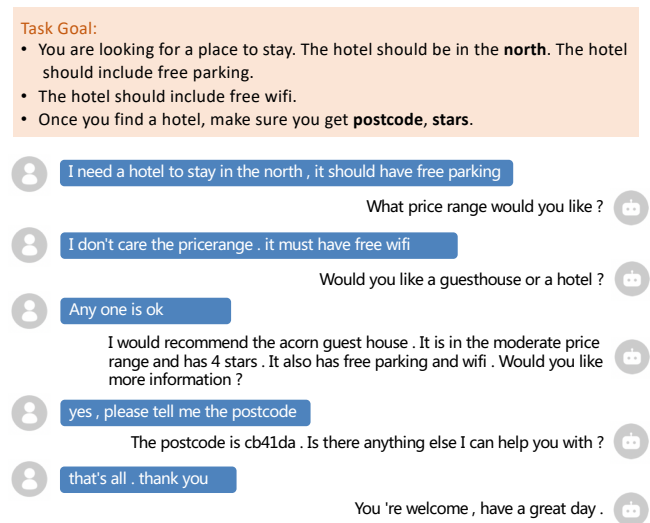 Task Goal:
• You are looking for a place to stay. The hotel should be in the north. The hotel
should include free parking.
• The hotel should include free wifi.
• Once you find a hotel, make sure you get postcode, stars.
I need a hotel to stay in the north , it should have free parking
What price range would you like ?
I don't care the pricerange . it must have free wifi
Would you like a guesthouse or a hotel ?
Any one is ok
I would recommend the acorn guest house . It is in the moderate price
range and has 4 stars . It also has free parking and wifi . Would you like
more information ?
yes , please tell me the postcode
The postcode is cb41da . Is there anything else I can help you with ?
that's all . thank you
You 're welcome , have a great day .